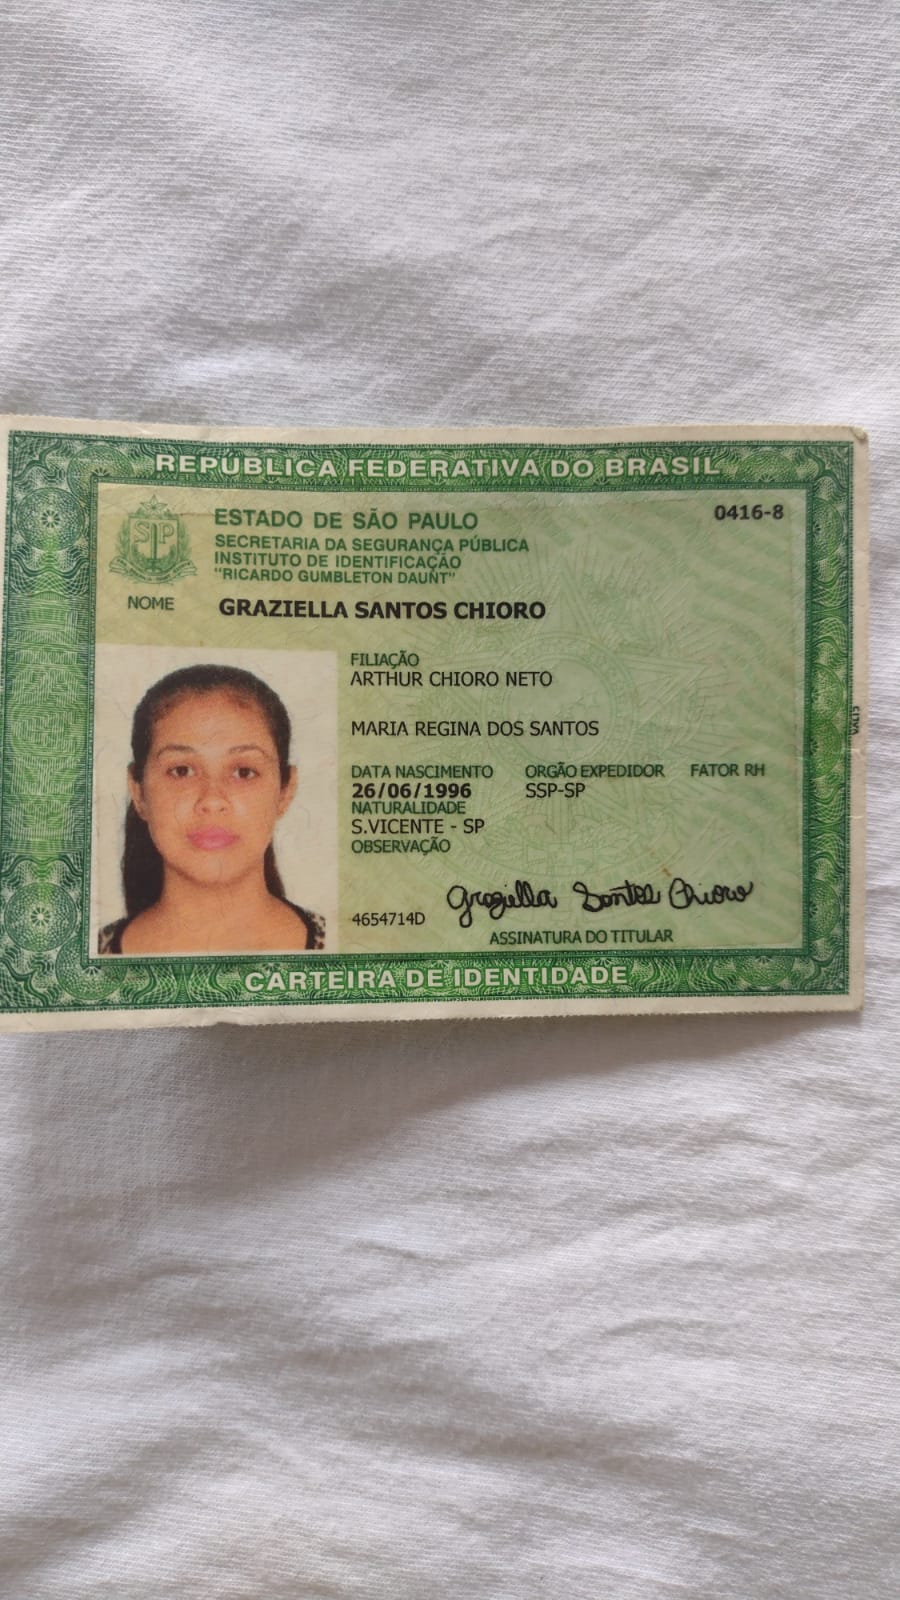 REPÚBLICA FEDERATIVA DO BRASIL
0416-8
SP
ESTADO DE SÃO PAULO
SECRETARIA DA SEGURANÇA PÚBLICA
INSTITUTO DE IDENTIFICAÇÃO
"RICARDO GUMBLETON DAUNT"
NOME GRAZIELLA SANTOS CHIORO
FILIAÇÃO
ARTHUR CHIORO NETO
MARIA REGINA DOS SANTOS
DATA NASCIMENTO ORGÃO EXPEDIDOR FATOR RH
26/06/1996 SSP-SP
NATURALIDADE
S.VICENTE - SP
OBSERVAÇÃO
4654714D Graziella Santos Chioro
ASSINATURA DO TITULAR
CARTEIRA DE IDENTIDADE